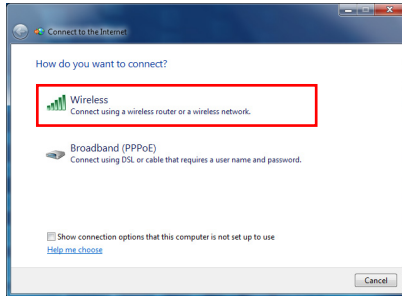 Connect to the Internet
How do you want to connect?
Wireless
Connect using a wireless router or a wireless network.
Broadband (PPPoE)
Connect using DSL or cable that requires a user name and password.
Show connection options that this computer is not set up to use
Help me choose
Cancel